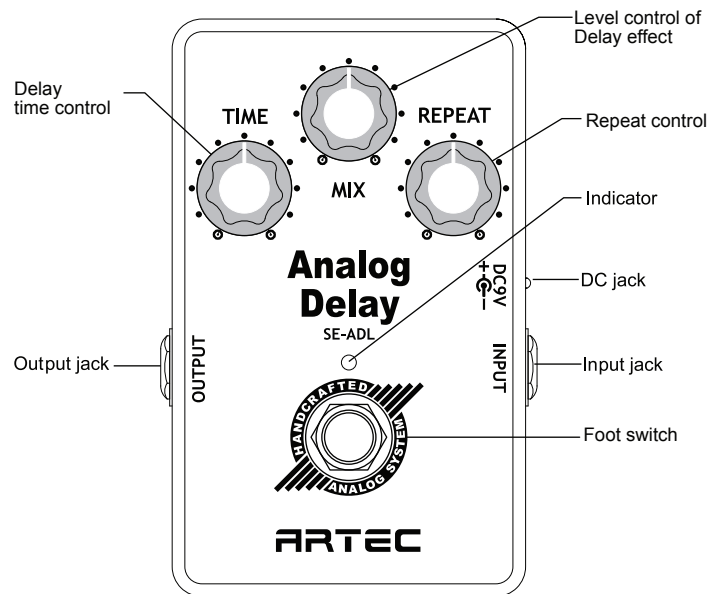 Level control of
Delay effect
Delay
time control
TIME
REPEAT
Repeat control
MIX
Indicator
Analog
Delay
SE-ADL
DC9V
+ −
DC jack
Output jack
OUTPUT
INPUT
Input jack
HANDCRAFTED
ANALOG SYSTEM
Foot switch
ARTEC